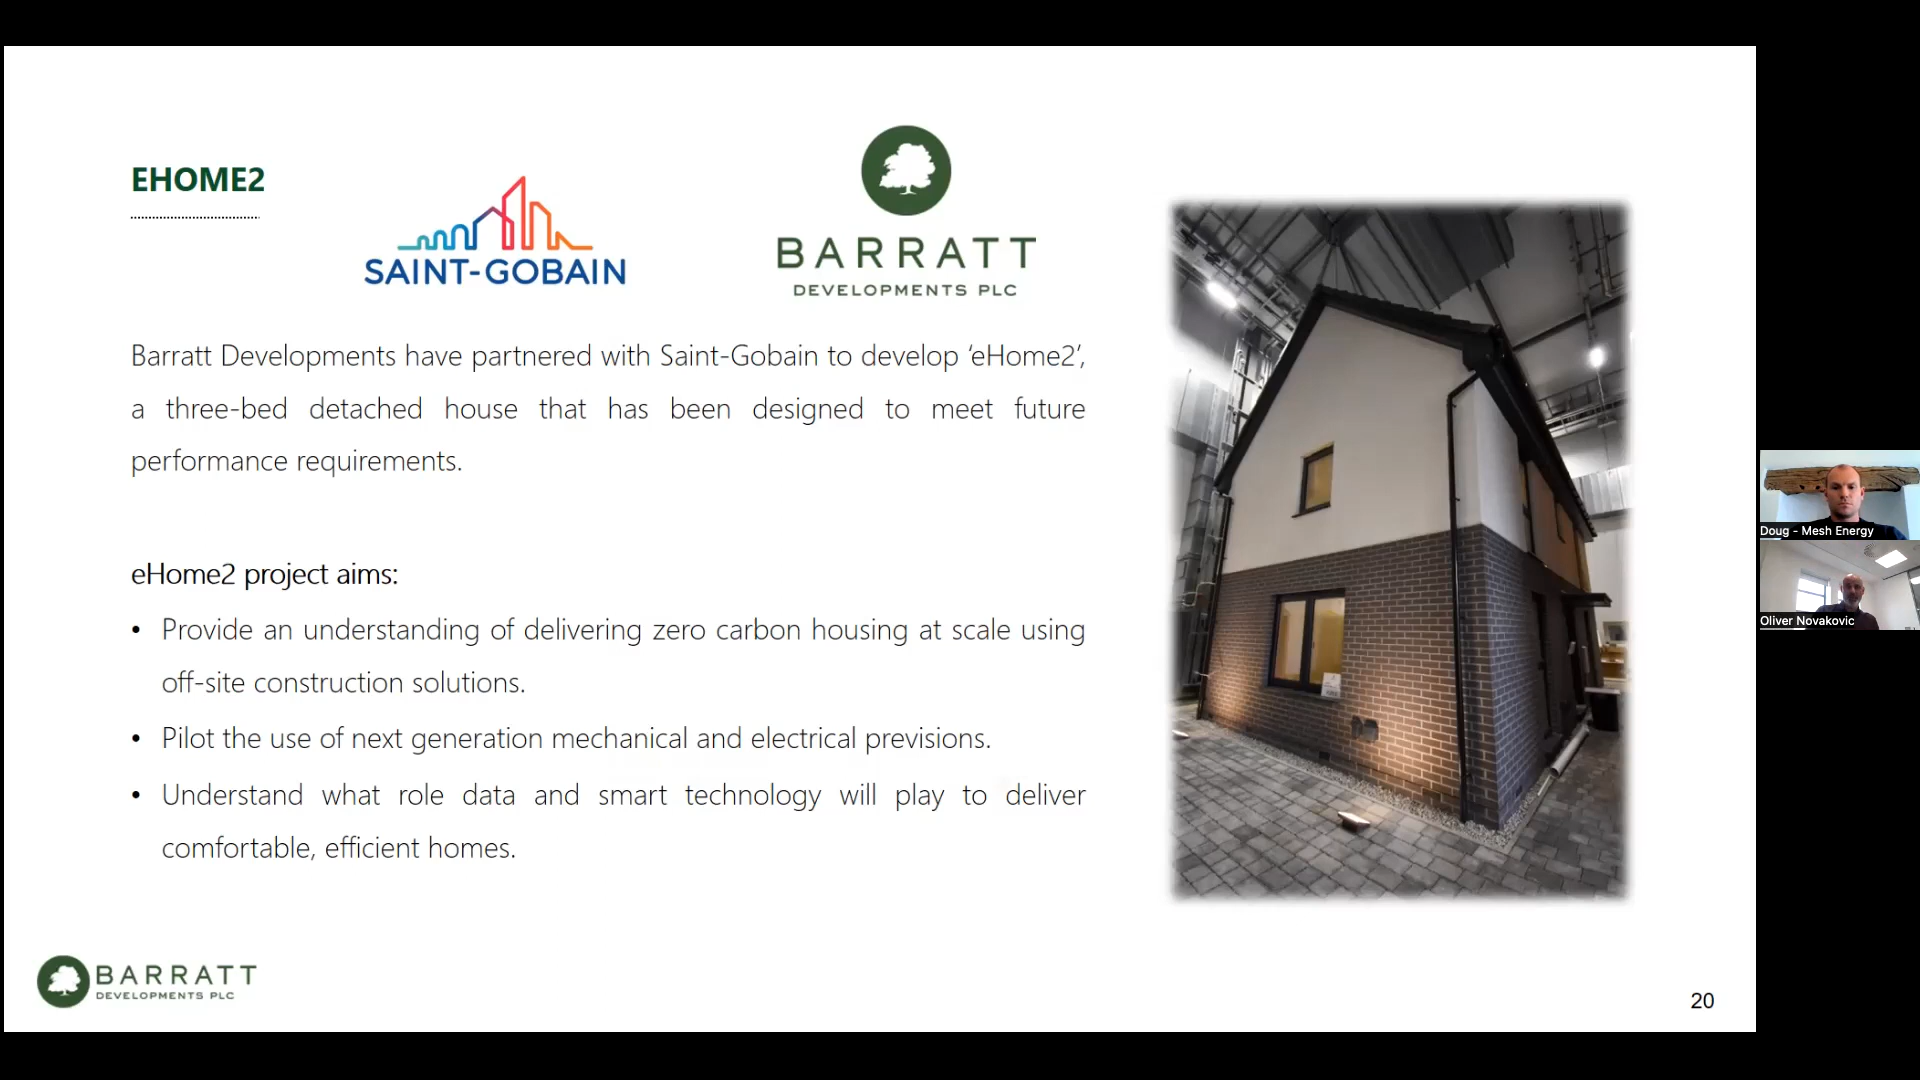 EHOME2
SAINT-GOBAIN
BARRATT
DEVELOPMENTS PLC
Barratt Developments have partnered with Saint-Gobain to develop ‘eHome2’,
a three-bed detached house that has been designed to meet future
performance requirements.
eHome2 project aims:
• Provide an understanding of delivering zero carbon housing at scale using
off-site construction solutions.
• Pilot the use of next generation mechanical and electrical previsions.
• Understand what role data and smart technology will play to deliver
comfortable, efficient homes.
Doug - Mesh Energy
Oliver Novakovic
BARRATT
DEVELOPMENTS PLC
20